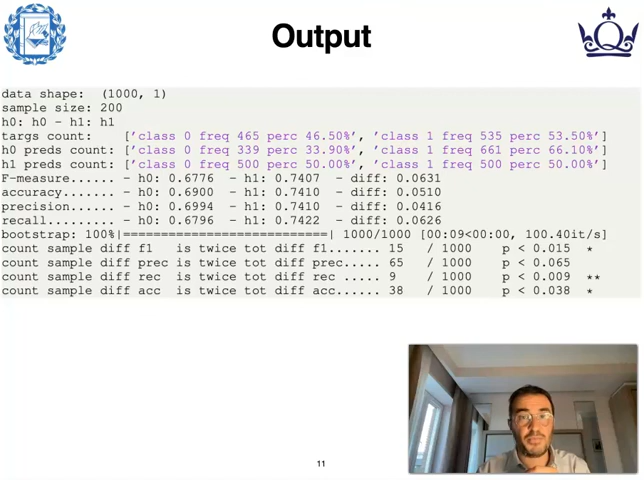 Output
data shape: (1000, 1)
sample size: 200
h0: h0 - h1: h1
targs count: ['class 0 freq 465 perc 46.50%', 'class 1 freq 535 perc 53.50%']
h0 preds count: ['class 0 freq 339 perc 33.90%', 'class 1 freq 661 perc 66.10%']
h1 preds count: ['class 0 freq 500 perc 50.00%', 'class 1 freq 500 perc 50.00%']
F-measure...... - h0: 0.6776 - h1: 0.7407 - diff: 0.0631
accuracy....... - h0: 0.6900 - h1: 0.7410 - diff: 0.0510
precision...... - h0: 0.6994 - h1: 0.7410 - diff: 0.0416
recall......... - h0: 0.6796 - h1: 0.7422 - diff: 0.0626
bootstrap: 100%|===========================| 1000/1000 [00:09<00:00, 100.40it/s]
count sample diff f1 is twice tot diff f1....... 15 / 1000 p < 0.015 *
count sample diff prec is twice tot diff prec..... 65 / 1000 p < 0.065
count sample diff rec is twice tot diff rec ..... 9 / 1000 p < 0.009 **
count sample diff acc is twice tot diff acc...... 38 / 1000 p < 0.038 *
11